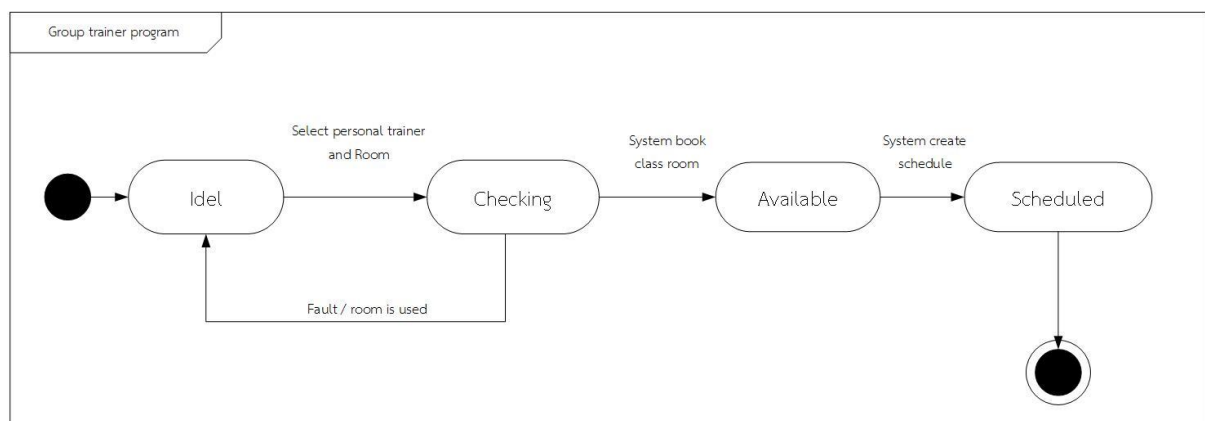 Group trainer program
Select personal trainer
and Room
System book
class room
System create
schedule
Idel
Checking
Available
Scheduled
Fault / room is used